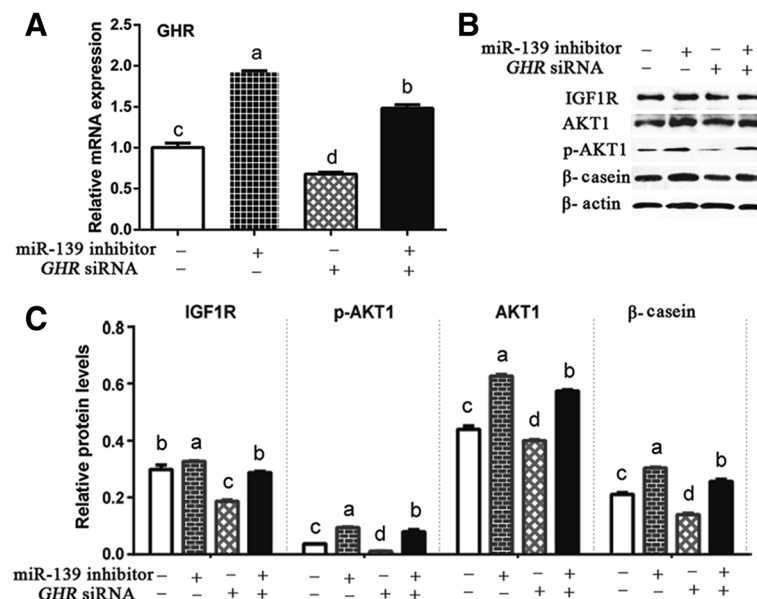 A
GHR
Relative mRNA expression
2.5
2.0
1.5
1.0
0.5
0.0
c
a
d
b
miR-139 inhibitor – + – +
GHR siRNA – – + +
B
miR-139 inhibitor – + – +
GHR siRNA – – + +
IGF1R
AKT1
p-AKT1
β- casein
β- actin
C
IGF1R p-AKT1 AKT1 β- casein
Relative protein levels
0.8
0.6
0.4
0.2
0.0
b a c b
c a d b
c a d b
c a d b
miR-139 inhibitor – + – + – + – + – + – + – + – +
GHR siRNA – – + + – – + + – – + + – – + +